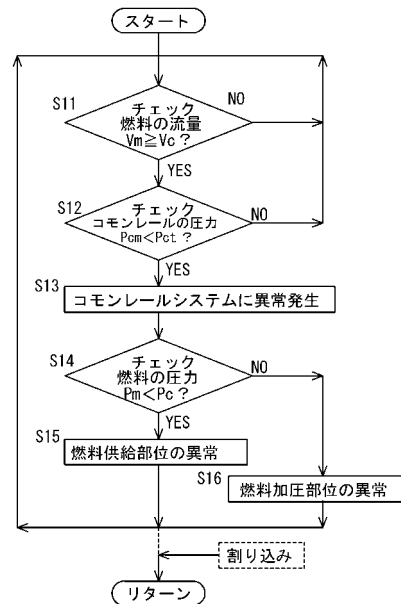 スタート
S11
チェック
燃料の流量
Vm≧Vc?
NO
YES
S12
チェック
コモンレールの圧力
Pcm<Pct?
NO
YES
S13
コモンレールシステムに異常発生
S14
チェック
燃料の圧力
Pm<Pc?
NO
YES
S15
燃料供給部位の異常
S16
燃料加圧部位の異常
割り込み
リターン